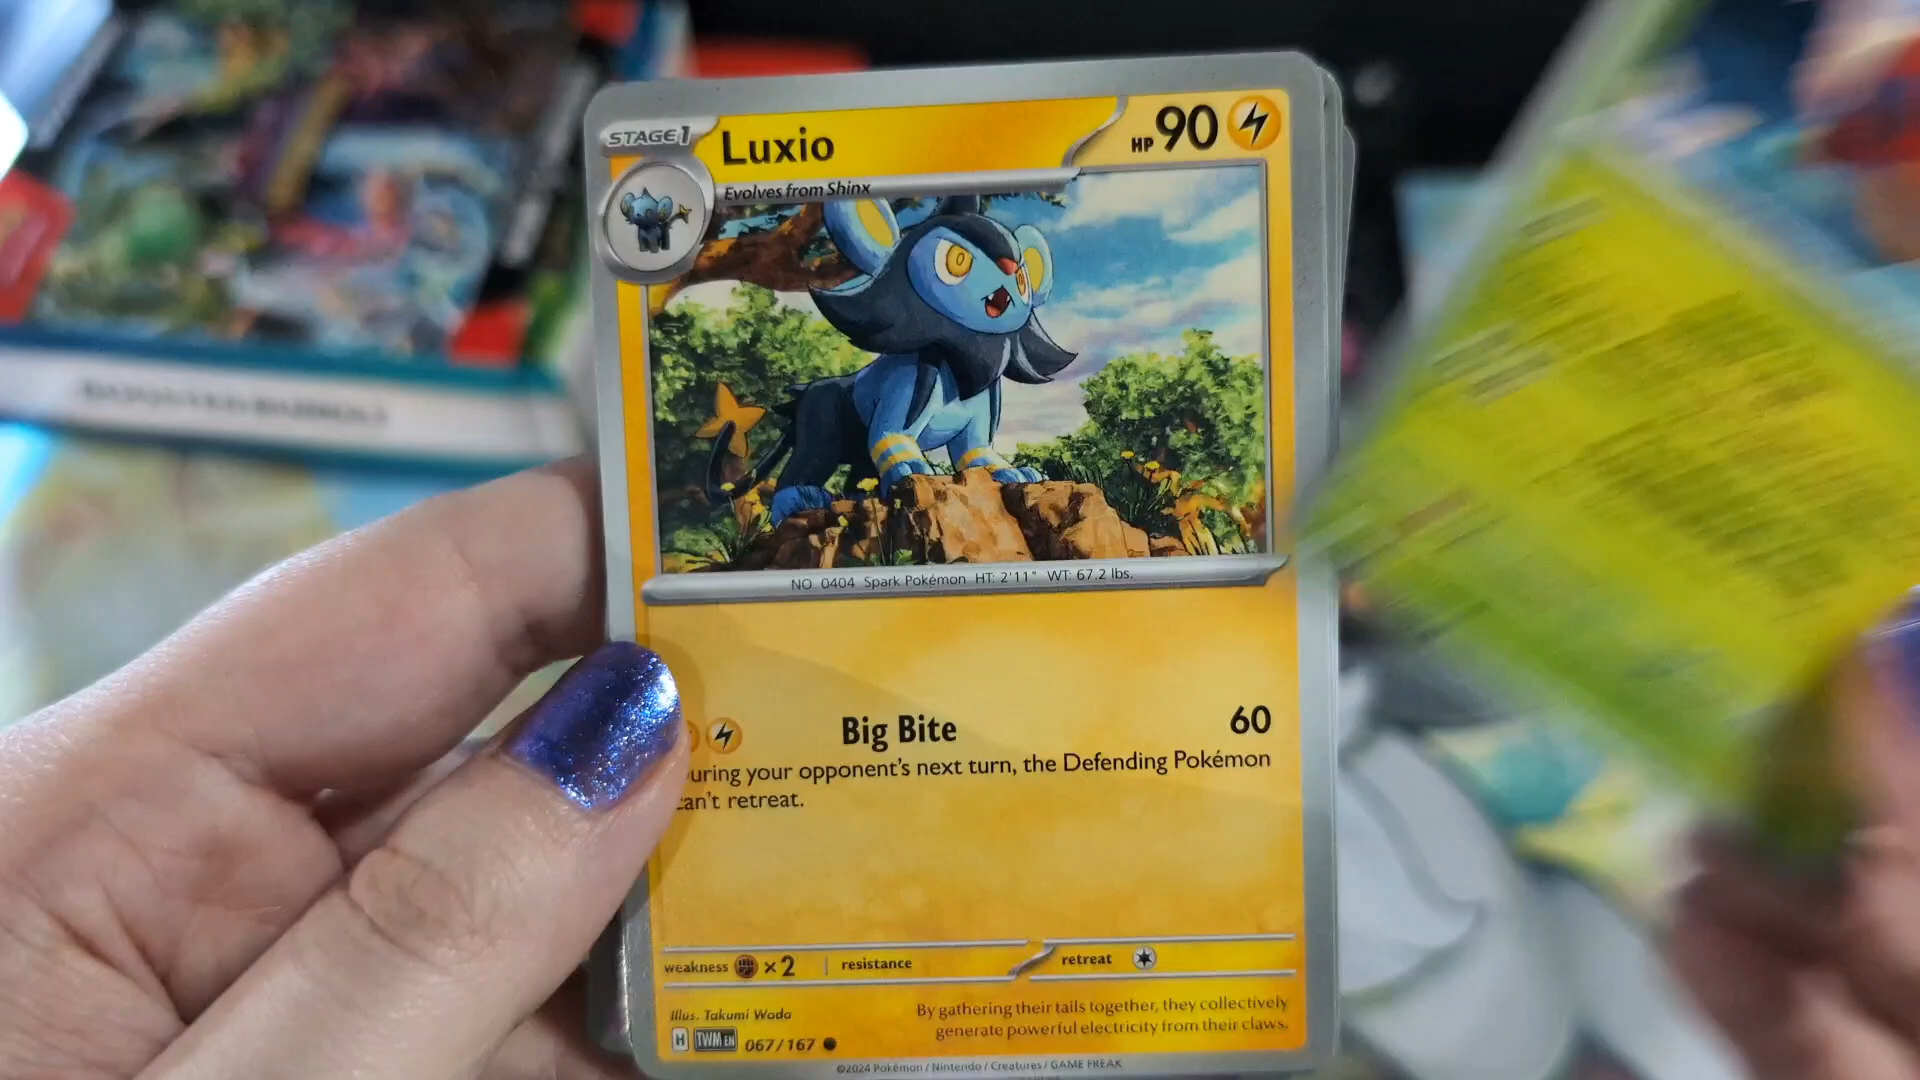 STAGE1
Luxio
HP 90
Evolves from Shinx
NO 0404 Spark Pokémon HT: 2'11" WT: 67.2 lbs.
Big Bite 60
uring your opponent's next turn, the Defending Pokémon
can't retreat.
weakness ×2 resistance retreat
Illus. Takumi Wada
By gathering their tails together, they collectively
generate powerful electricity from their claws.
H TWM EN 067/167
©2024 Pokémon / Nintendo / Creatures / GAME FREAK